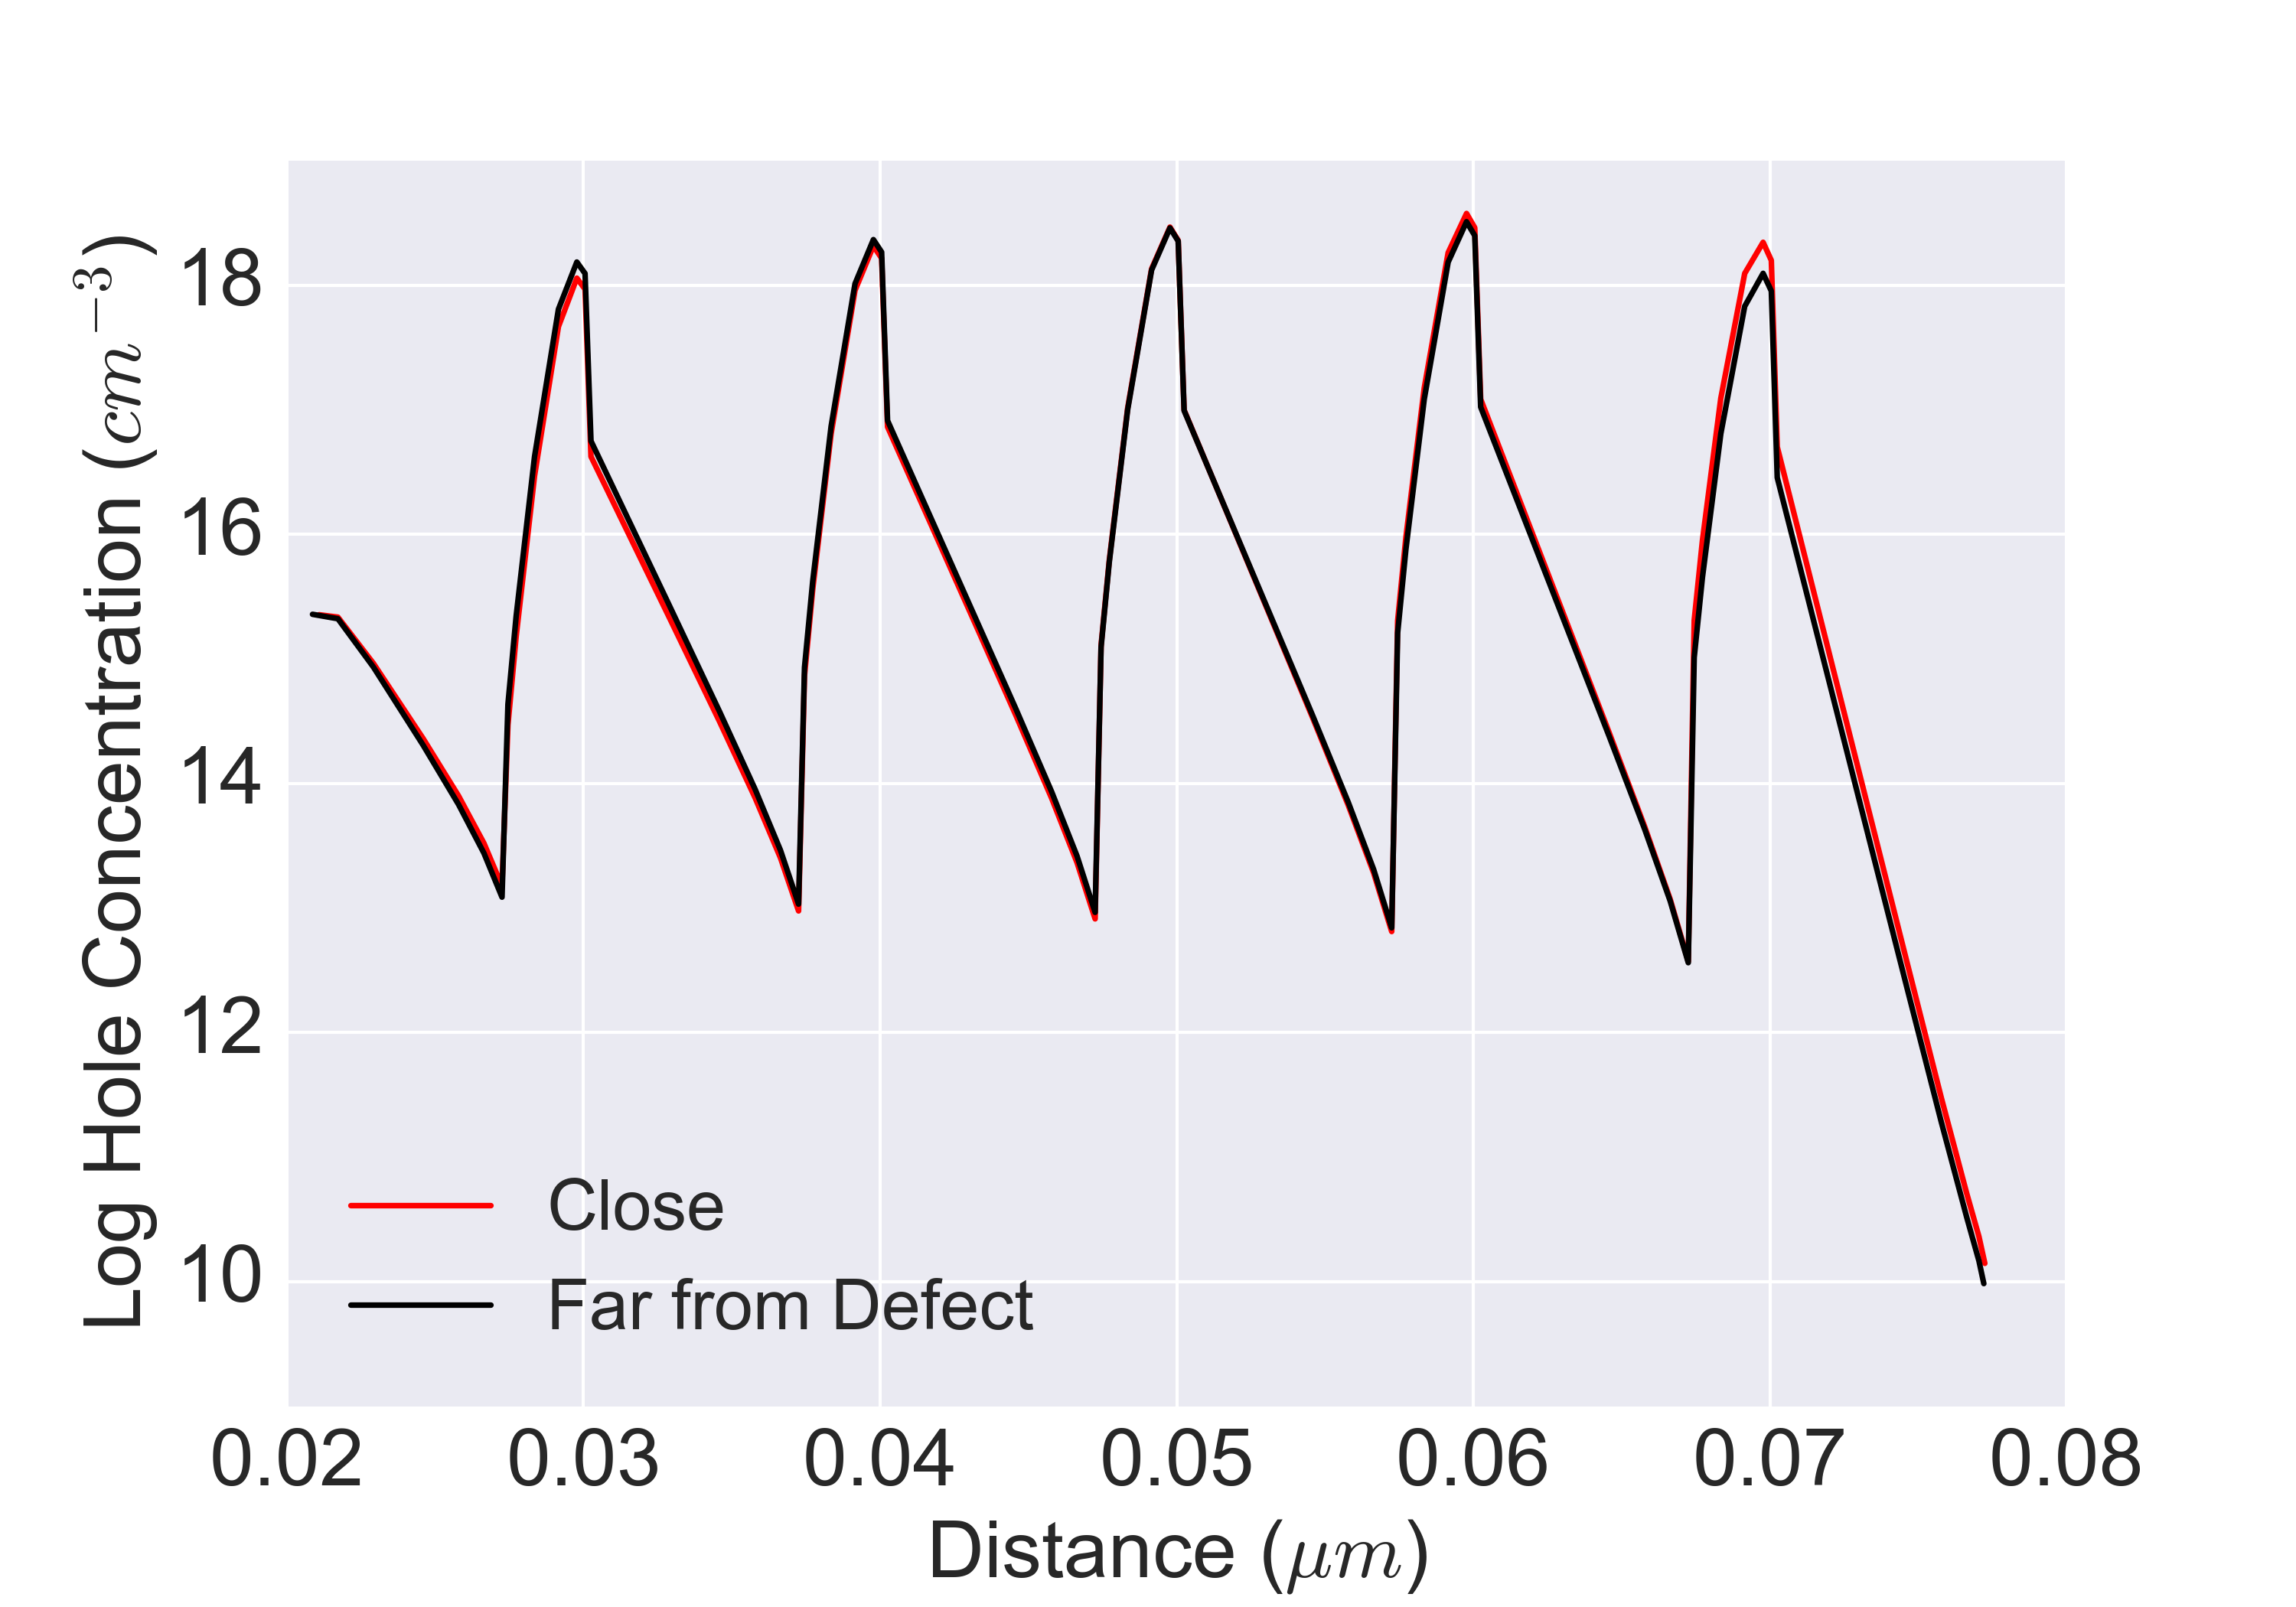 Log Hole Concentration (cm⁻³)
18
16
14
12
10
Close
Far from Defect
0.02 0.03 0.04 0.05 0.06 0.07 0.08
Distance (μm)